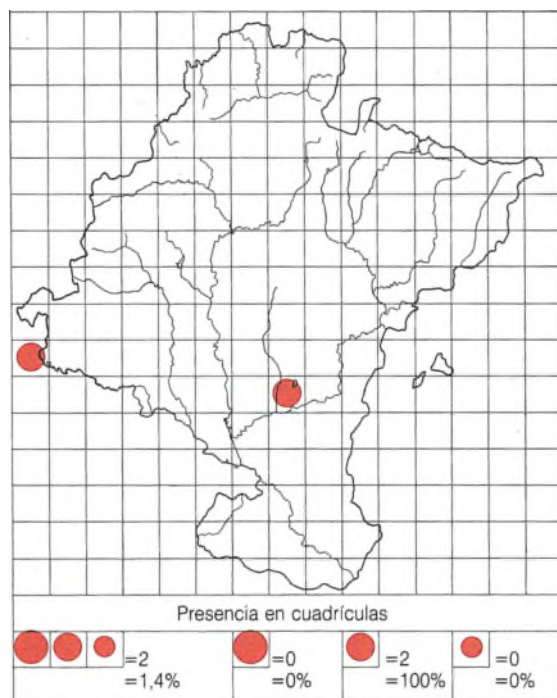 Presencia en cuadrículas
=2 =0 =2 =0
=1,4% =0% =100% =0%